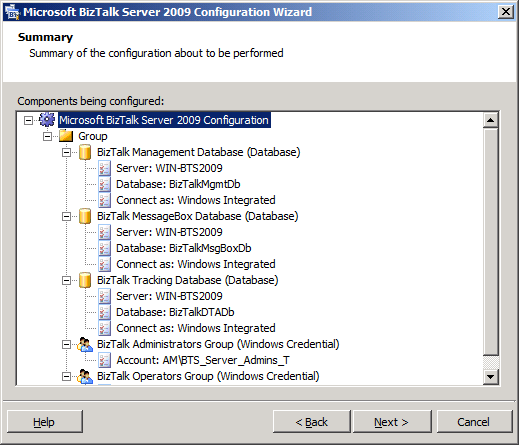 Microsoft BizTalk Server 2009 Configuration Wizard
Summary
Summary of the configuration about to be performed
Components being configured:
Microsoft BizTalk Server 2009 Configuration
Group
BizTalk Management Database (Database)
Server: WIN-BTS2009
Database: BizTalkMgmtDb
Connect as: Windows Integrated
BizTalk MessageBox Database (Database)
Server: WIN-BTS2009
Database: BizTalkMsgBoxDb
Connect as: Windows Integrated
BizTalk Tracking Database (Database)
Server: WIN-BTS2009
Database: BizTalkDTADb
Connect as: Windows Integrated
BizTalk Administrators Group (Windows Credential)
Account: AM\BTS_Server_Admins_T
BizTalk Operators Group (Windows Credential)
Help < Back Next > Cancel